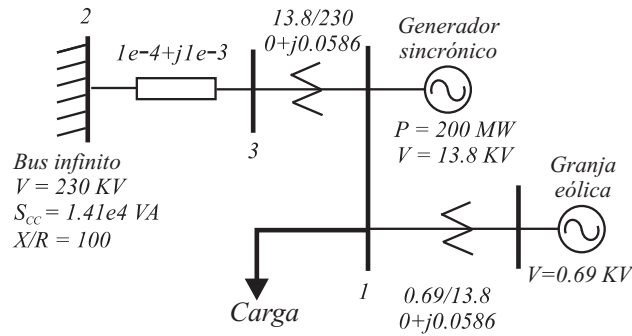 2
1e-4+j1e-3
13.8/230
0+j0.0586
3
Generador
sincrónico
P = 200 MW
V = 13.8 KV
Bus infinito
V = 230 KV
S_CC = 1.41e4 VA
X/R = 100
Granja
eólica
V=0.69 KV
Carga
1
0.69/13.8
0+j0.0586